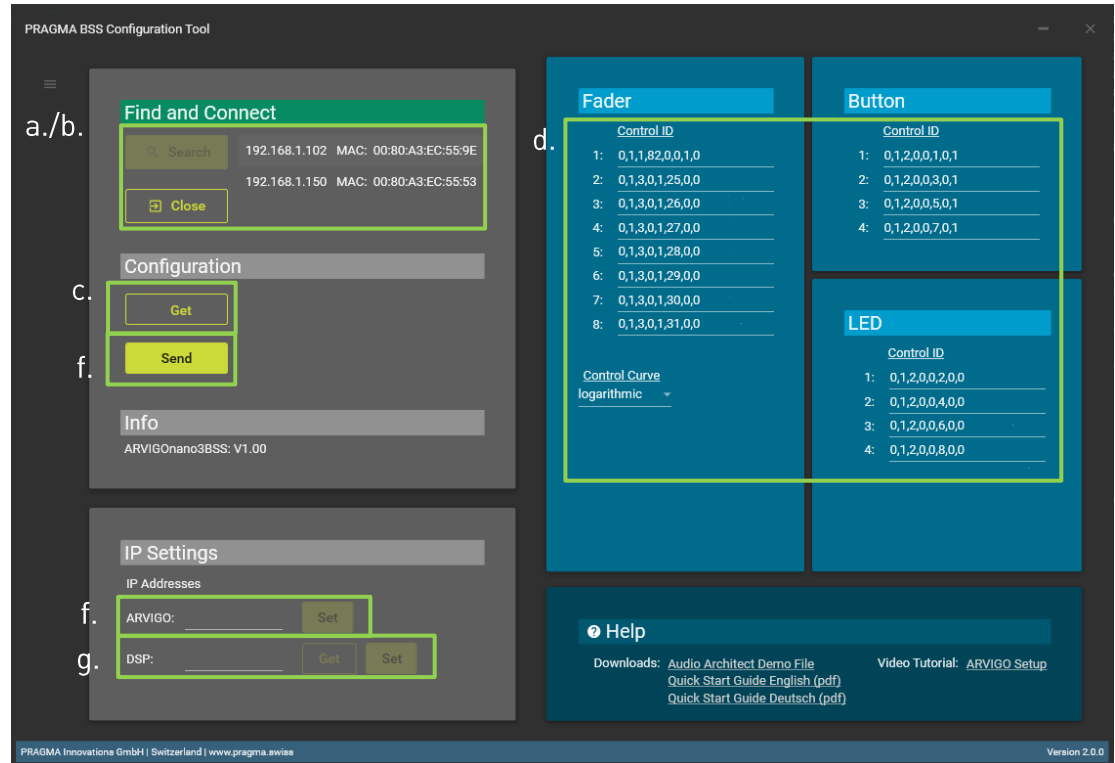 PRAGMA BSS Configuration Tool
a./b.
Find and Connect
Search
192.168.1.102 MAC: 00:80:A3:EC:55:9E
192.168.1.150 MAC: 00:80:A3:EC:55:53
Close
Configuration
c.
Get
f.
Send
Info
ARVIGOnano3BSS: V1.00
IP Settings
IP Addresses
f.
ARVIGO:
Set
g.
DSP:
Get
Set
d.
Fader
Control ID
1: 0,1,1,82,0,0,1,0
2: 0,1,3,0,1,25,0,0
3: 0,1,3,0,1,26,0,0
4: 0,1,3,0,1,27,0,0
5: 0,1,3,0,1,28,0,0
6: 0,1,3,0,1,29,0,0
7: 0,1,3,0,1,30,0,0
8: 0,1,3,0,1,31,0,0
Control Curve
logarithmic
Button
Control ID
1: 0,1,2,0,0,1,0,1
2: 0,1,2,0,0,3,0,1
3: 0,1,2,0,0,5,0,1
4: 0,1,2,0,0,7,0,1
LED
Control ID
1: 0,1,2,0,0,2,0,0
2: 0,1,2,0,0,4,0,0
3: 0,1,2,0,0,6,0,0
4: 0,1,2,0,0,8,0,0
? Help
Downloads: Audio Architect Demo File
Quick Start Guide English (pdf)
Quick Start Guide Deutsch (pdf)
Video Tutorial: ARVIGO Setup
PRAGMA Innovations GmbH | Switzerland | www.pragma.swiss
Version 2.0.0